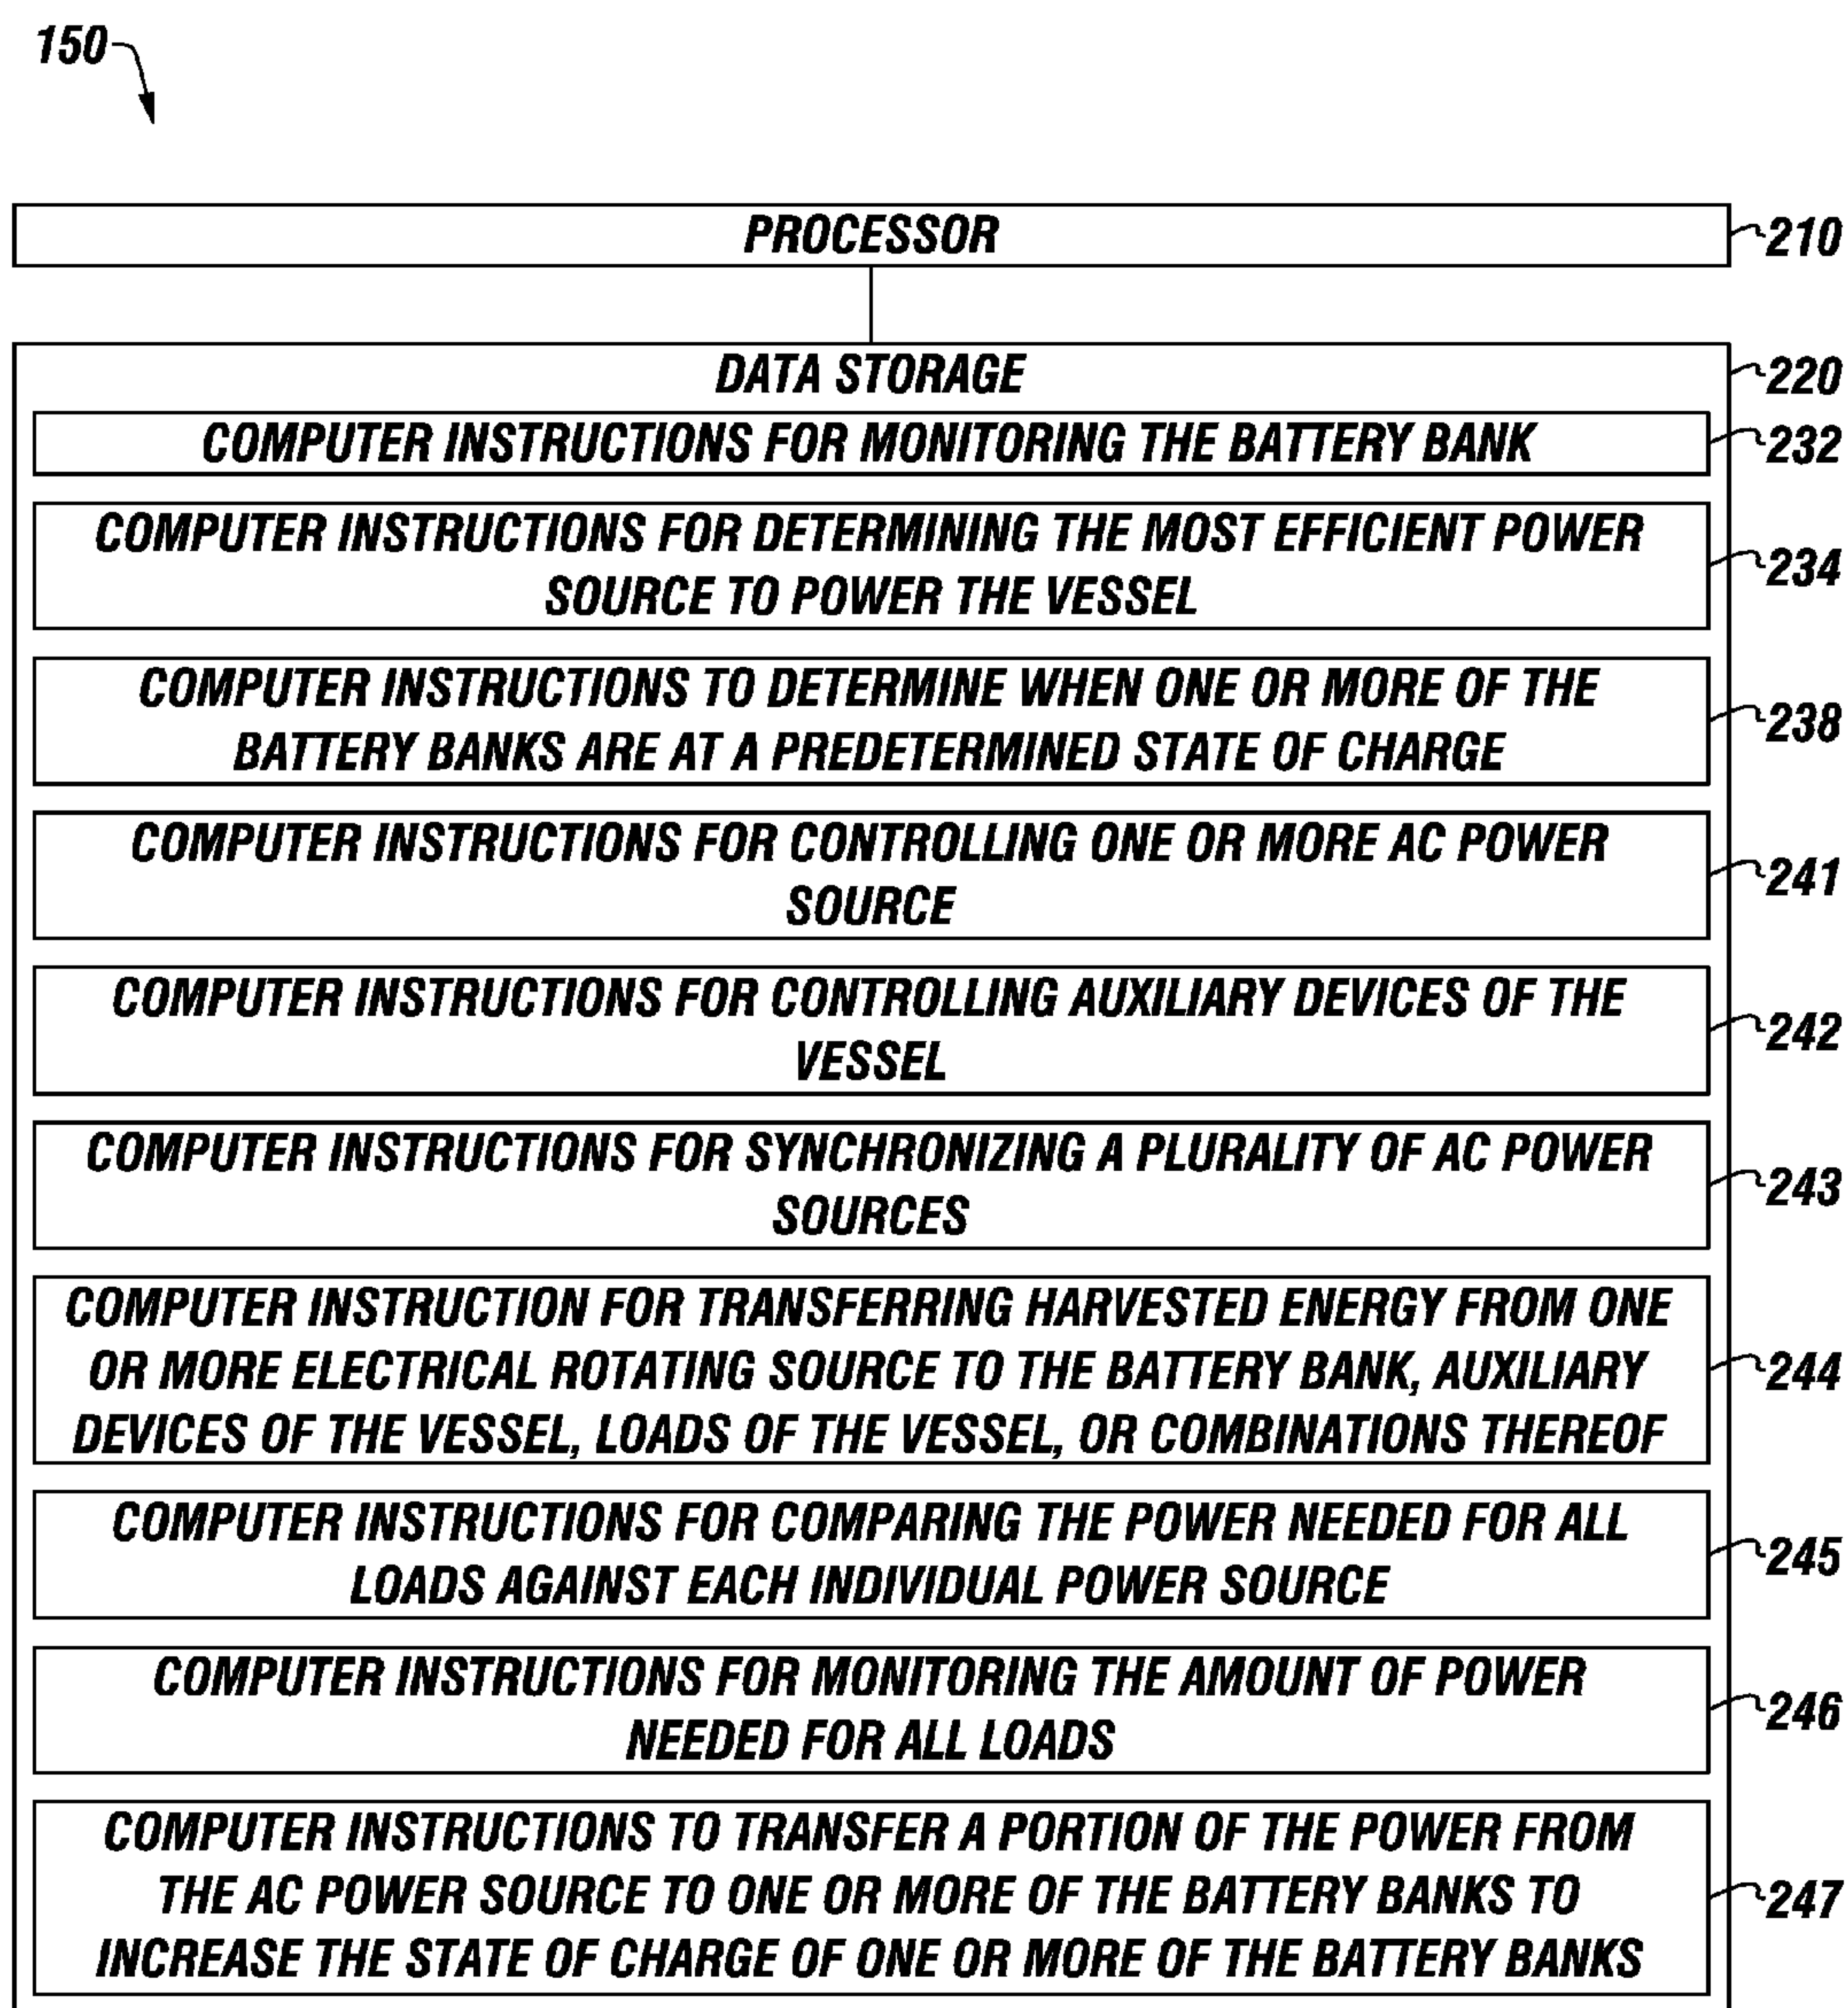 150
PROCESSOR
210
DATA STORAGE
220
COMPUTER INSTRUCTIONS FOR MONITORING THE BATTERY BANK
232
COMPUTER INSTRUCTIONS FOR DETERMINING THE MOST EFFICIENT POWER
SOURCE TO POWER THE VESSEL
234
COMPUTER INSTRUCTIONS TO DETERMINE WHEN ONE OR MORE OF THE
BATTERY BANKS ARE AT A PREDETERMINED STATE OF CHARGE
238
COMPUTER INSTRUCTIONS FOR CONTROLLING ONE OR MORE AC POWER
SOURCE
241
COMPUTER INSTRUCTIONS FOR CONTROLLING AUXILIARY DEVICES OF THE
VESSEL
242
COMPUTER INSTRUCTIONS FOR SYNCHRONIZING A PLURALITY OF AC POWER
SOURCES
243
COMPUTER INSTRUCTION FOR TRANSFERRING HARVESTED ENERGY FROM ONE
OR MORE ELECTRICAL ROTATING SOURCE TO THE BATTERY BANK, AUXILIARY
DEVICES OF THE VESSEL, LOADS OF THE VESSEL, OR COMBINATIONS THEREOF
244
COMPUTER INSTRUCTIONS FOR COMPARING THE POWER NEEDED FOR ALL
LOADS AGAINST EACH INDIVIDUAL POWER SOURCE
245
COMPUTER INSTRUCTIONS FOR MONITORING THE AMOUNT OF POWER
NEEDED FOR ALL LOADS
246
COMPUTER INSTRUCTIONS TO TRANSFER A PORTION OF THE POWER FROM
THE AC POWER SOURCE TO ONE OR MORE OF THE BATTERY BANKS TO
INCREASE THE STATE OF CHARGE OF ONE OR MORE OF THE BATTERY BANKS
247